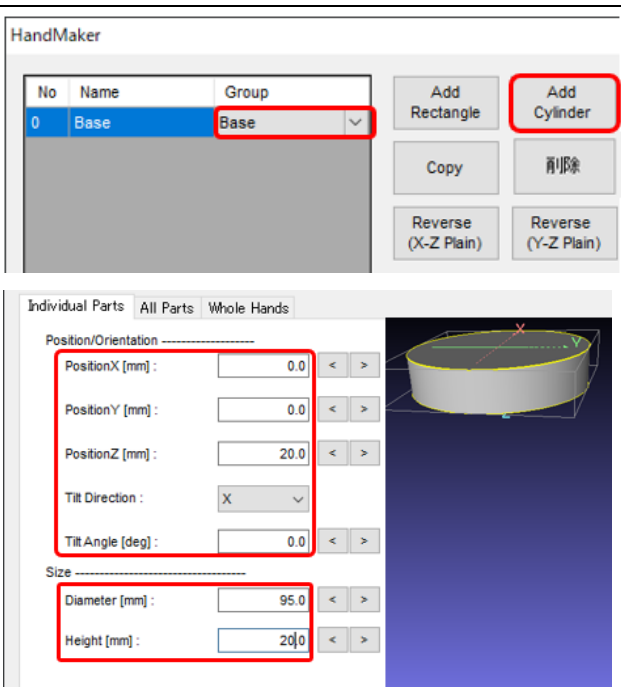 HandMaker
No Name Group
0 Base Base
Add Rectangle
Add Cylinder
Copy
削除
Reverse (X-Z Plain)
Reverse (Y-Z Plain)
Individual Parts All Parts Whole Hands
Position/Orientation --------------------
PositionX [mm] : 0.0 < >
PositionY [mm] : 0.0 < >
PositionZ [mm] : 20.0 < >
Tilt Direction : X
Tilt Angle [deg] : 0.0 < >
Size -------------------------------------
Diameter [mm] : 95.0 < >
Height [mm] : 20.0 < >
X
Y